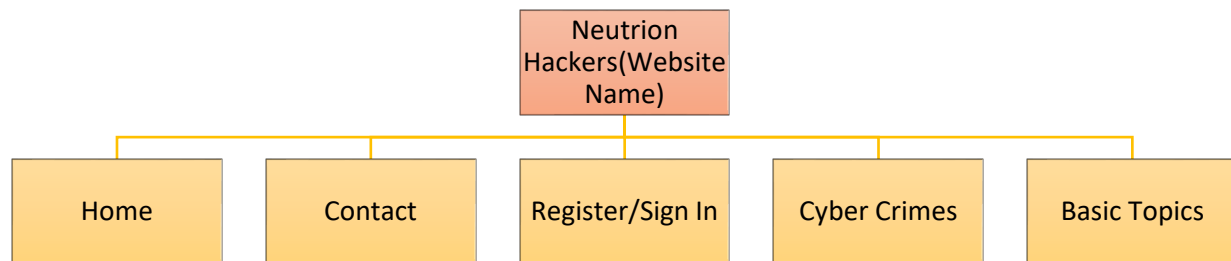 Neutrion
Hackers(Website
Name)
Home
Contact
Register/Sign In
Cyber Crimes
Basic Topics